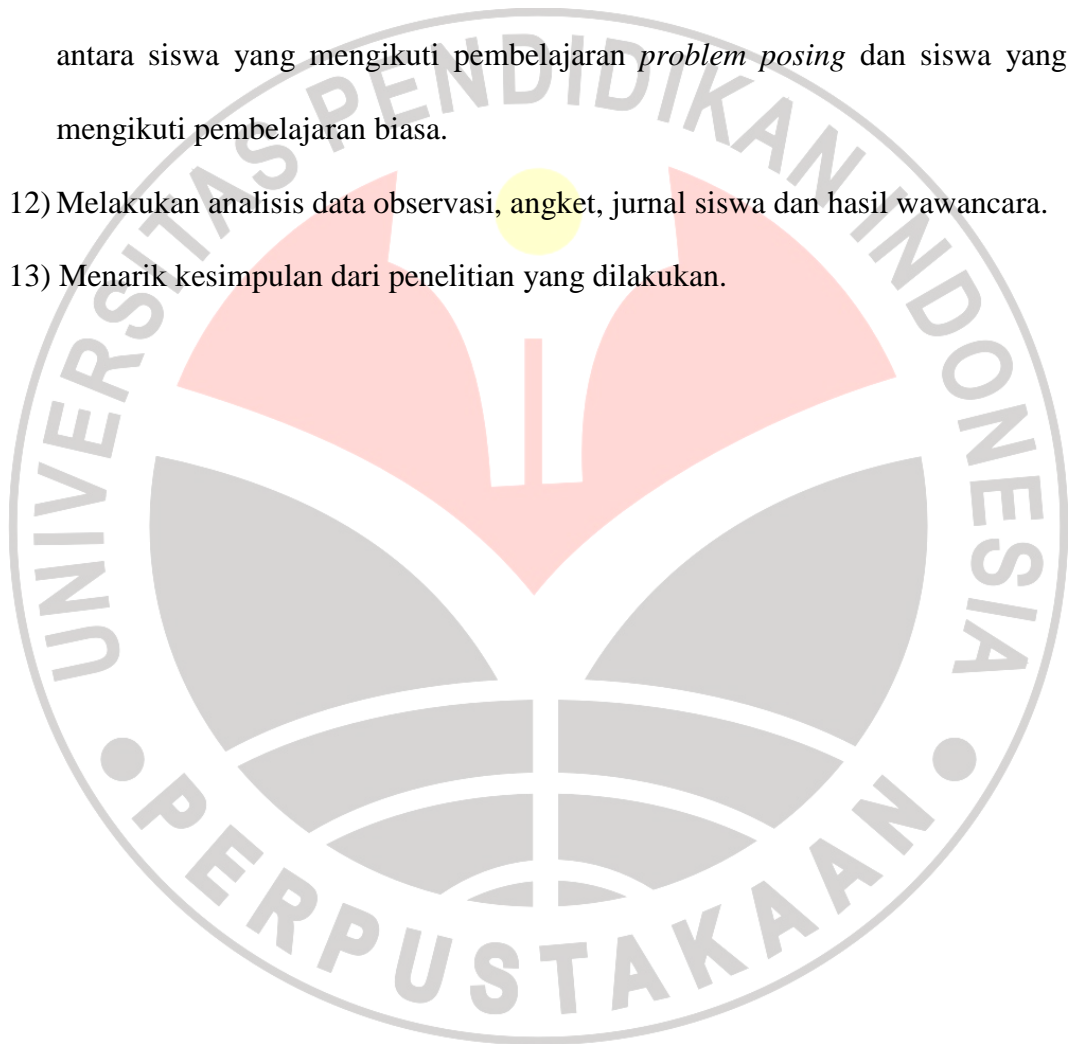 antara siswa yang mengikuti pembelajaran problem posing dan siswa yang
mengikuti pembelajaran biasa.
12) Melakukan analisis data observasi, angket, jurnal siswa dan hasil wawancara.
13) Menarik kesimpulan dari penelitian yang dilakukan.
UNIVERSITAS PENDIDIKAN INDONESIA
PERPUSTAKAAN